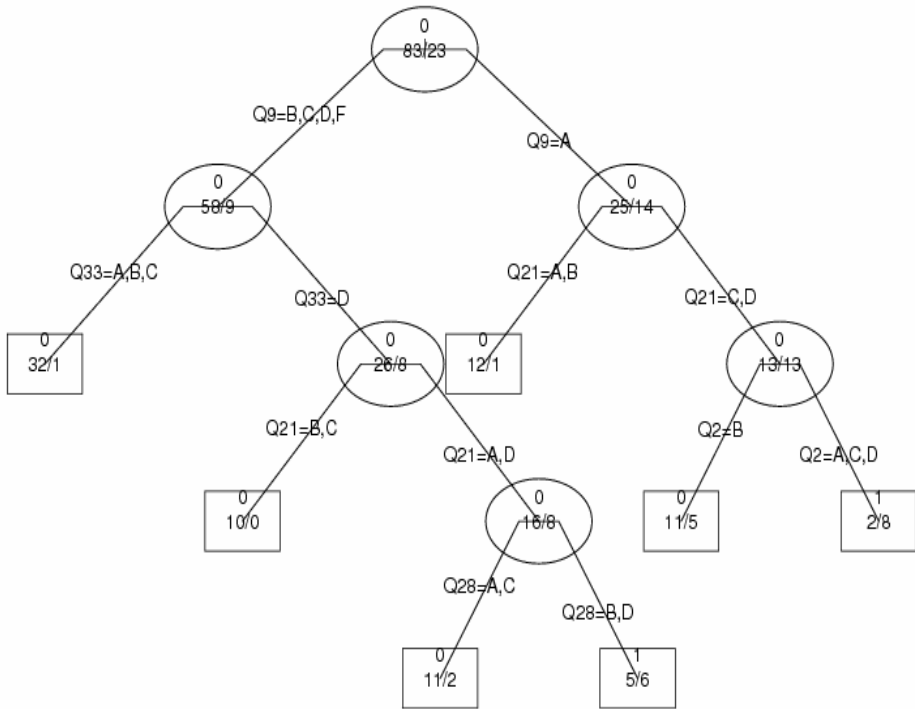 0
83/23
Q9=B,C,D,F
Q9=A
0
58/9
0
25/14
Q33=A,B,C
Q33=D
Q21=A,B
Q21=C,D
0
32/1
0
26/8
0
12/1
0
13/13
Q21=B,C
Q21=A,D
Q2=B
Q2=A,C,D
0
10/0
0
16/8
0
11/5
1
2/8
Q28=A,C
Q28=B,D
0
11/2
1
5/6